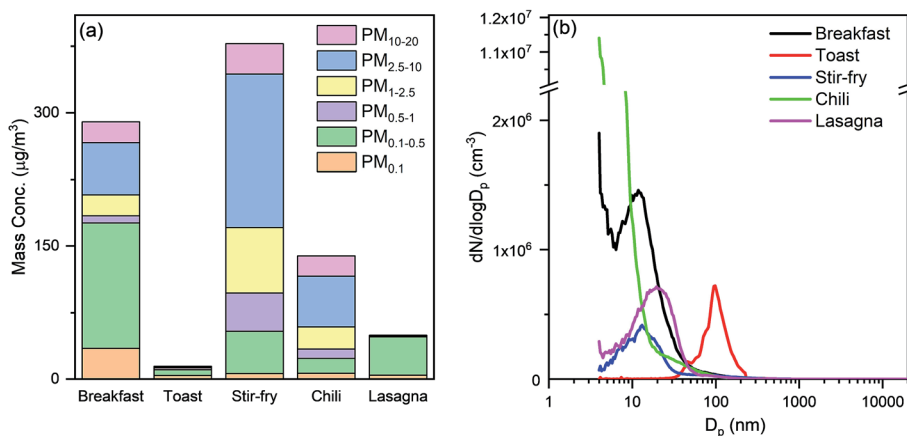 (a)
PM10-20
PM2.5-10
PM1-2.5
PM0.5-1
PM0.1-0.5
PM0.1
Mass Conc. (μg/m³)
300
150
0
Breakfast Toast Stir-fry Chili Lasagna
(b)
Breakfast
Toast
Stir-fry
Chili
Lasagna
dN/dlogDp (cm⁻³)
1.2x10⁷
1.1x10⁷
2x10⁶
1x10⁶
0
1 10 100 1000 10000
Dp (nm)